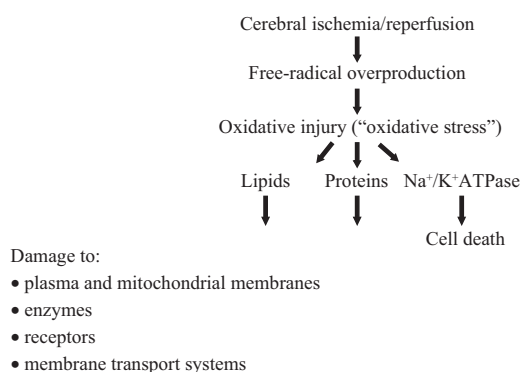 Cerebral ischemia/reperfusion
Free-radical overproduction
Oxidative injury (“oxidative stress”)
Lipids Proteins Na⁺/K⁺ATPase
Cell death
Damage to:
• plasma and mitochondrial membranes
• enzymes
• receptors
• membrane transport systems